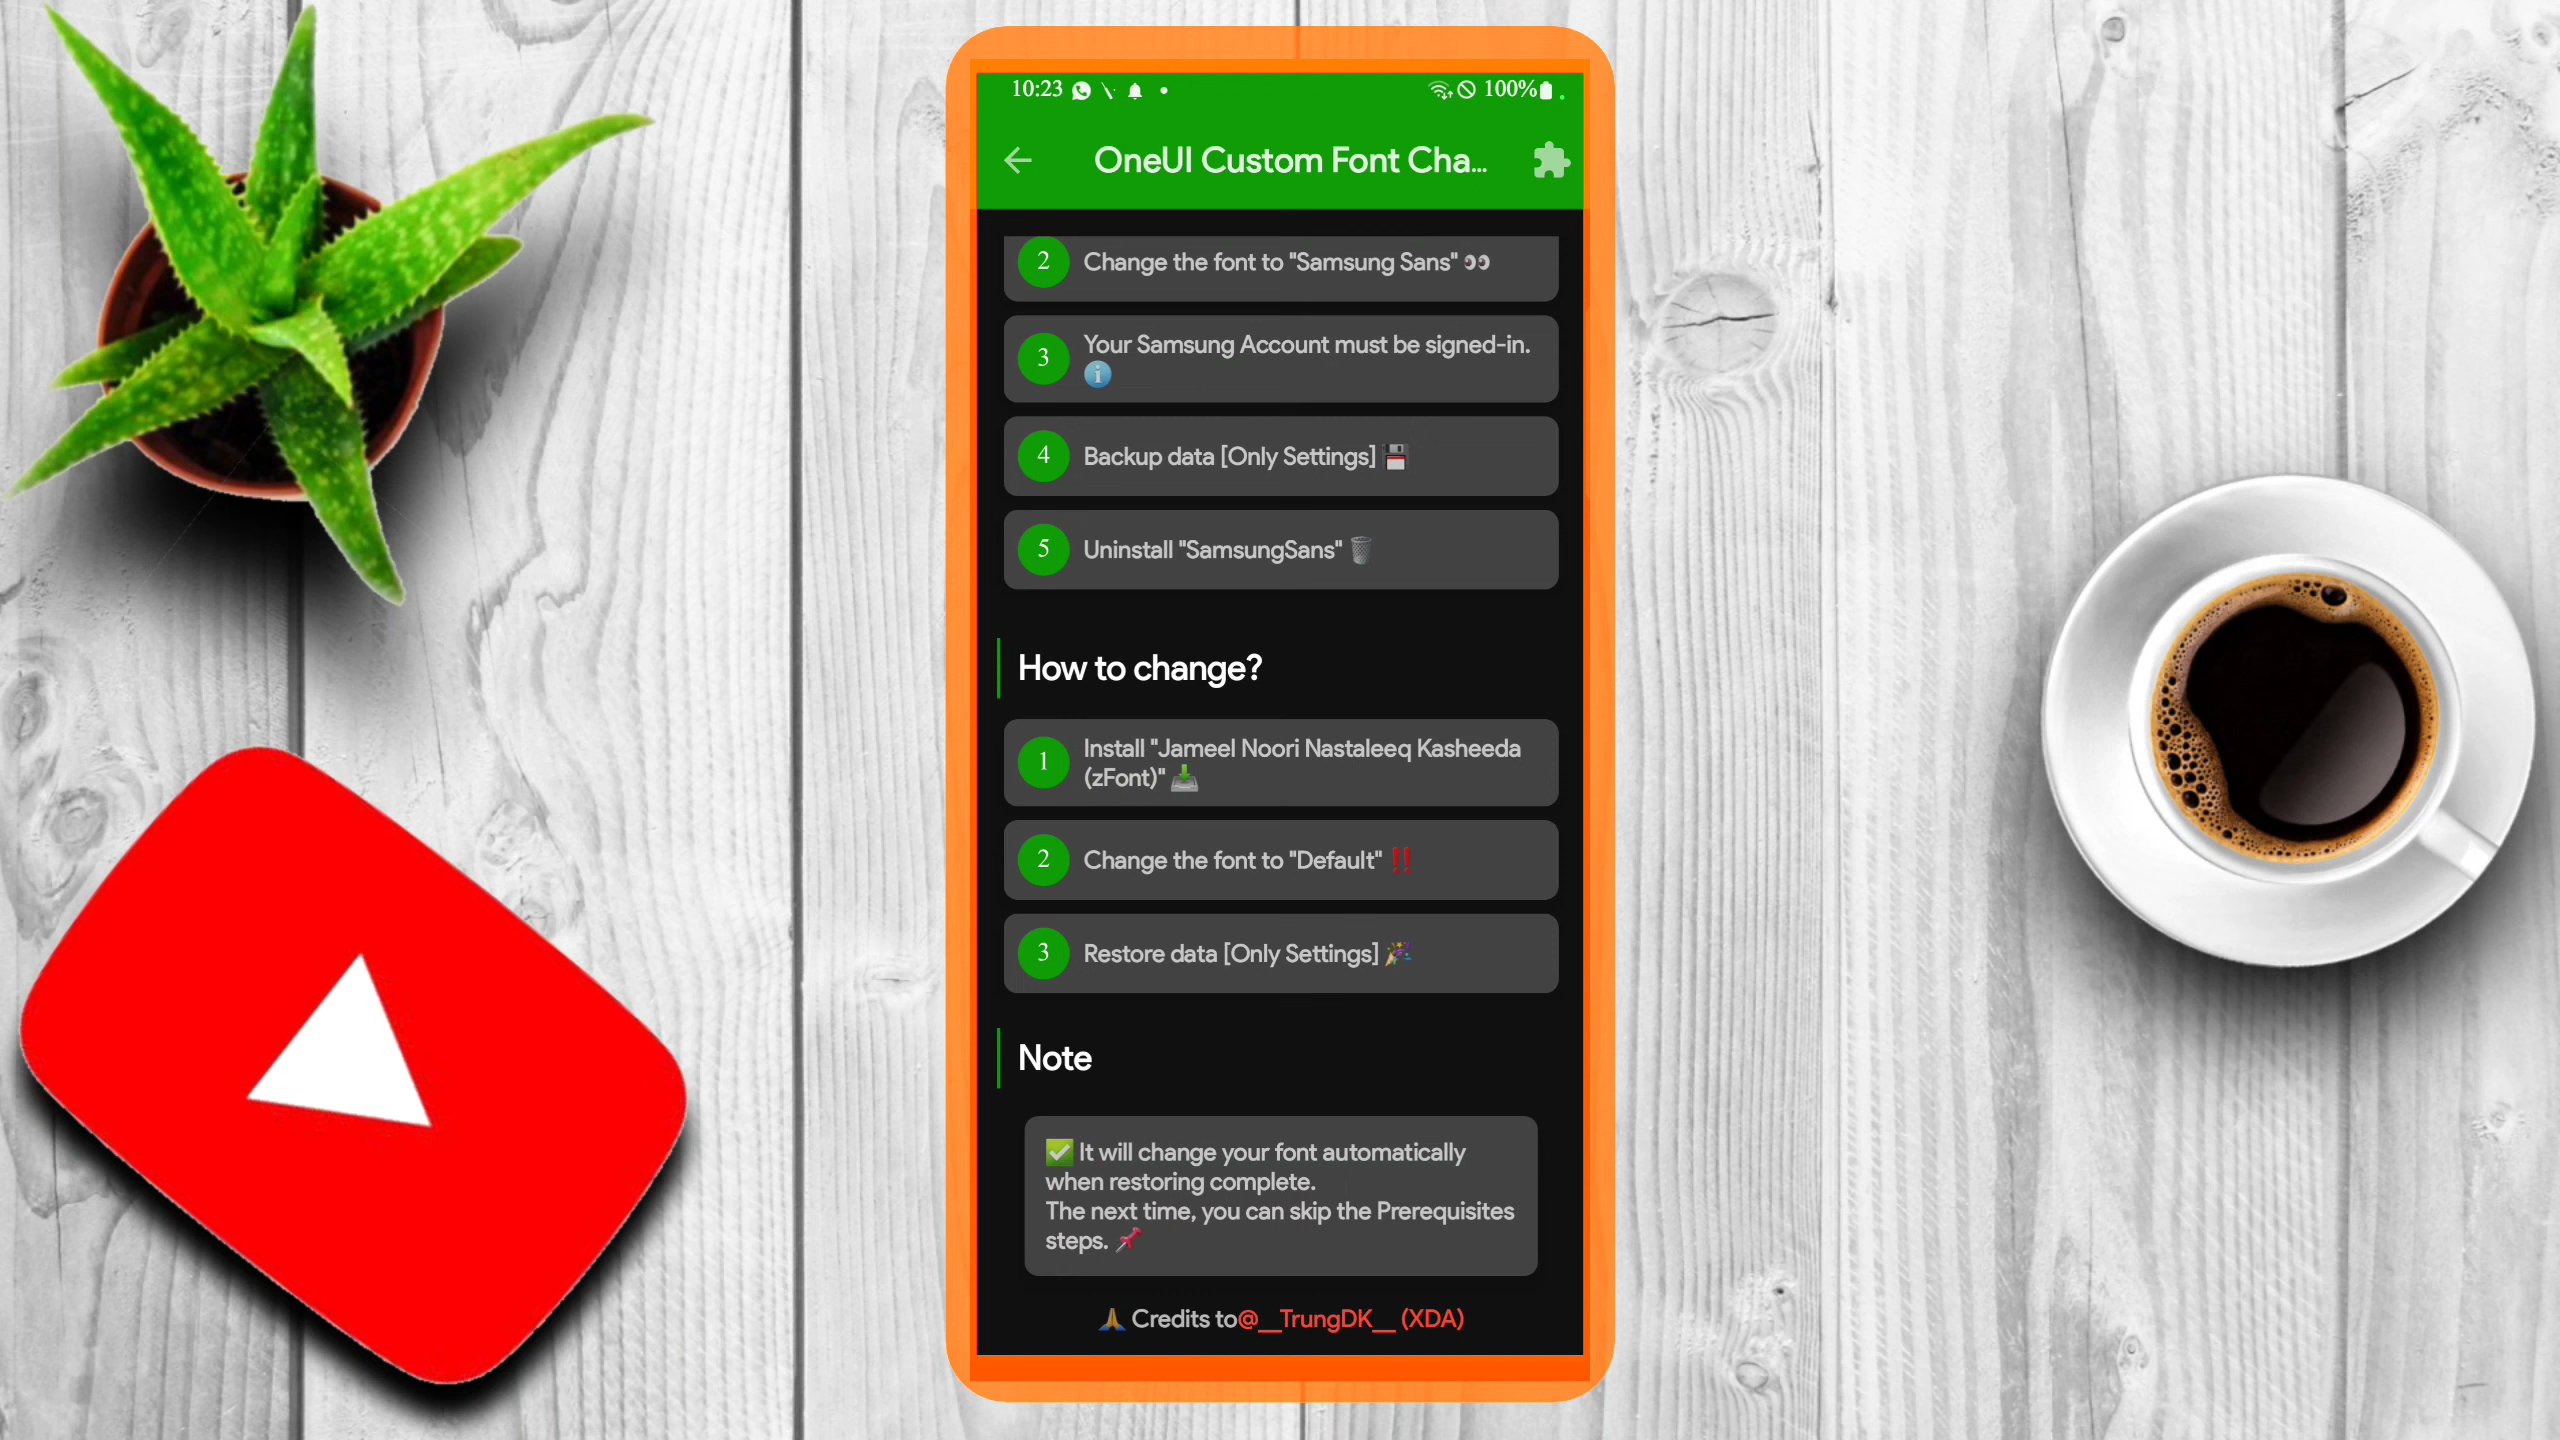 10:23
100%
OneUI Custom Font Cha...
2 Change the font to "Samsung Sans" 👀
3 Your Samsung Account must be signed-in.
ℹ️
4 Backup data [Only Settings] 💾
5 Uninstall "SamsungSans" 🗑️
How to change?
1 Install "Jameel Noori Nastaleeq Kasheeda
(zFont)" 📥
2 Change the font to "Default" ‼️
3 Restore data [Only Settings] 🎉
Note
✅ It will change your font automatically
when restoring complete.
The next time, you can skip the Prerequisites
steps. 📌
🙏 Credits to@__TrungDK__ (XDA)